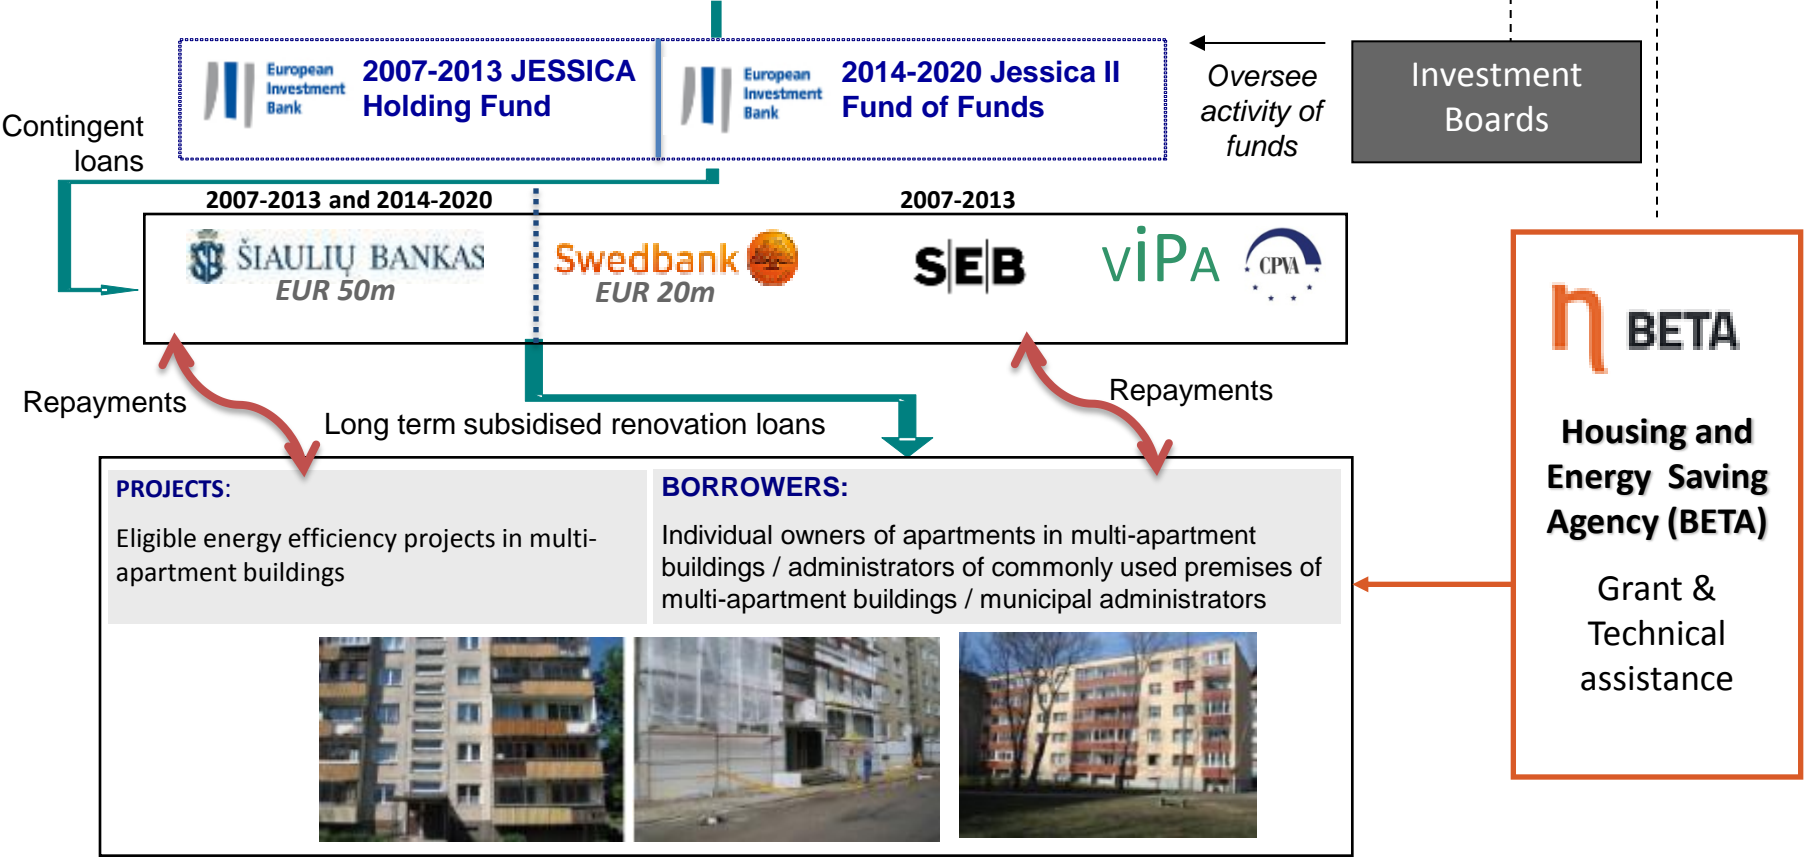 European
Investment
Bank
2007-2013 JESSICA
Holding Fund
European
Investment
Bank
2014-2020 Jessica II
Fund of Funds
Oversee
activity of
funds
Investment
Boards
Contingent
loans
2007-2013 and 2014-2020
2007-2013
ŠIAULIŲ BANKAS
EUR 50m
Swedbank
EUR 20m
SEB
viPA
CPVA
Repayments
Long term subsidised renovation loans
Repayments
PROJECTS:
Eligible energy efficiency projects in multi-
apartment buildings
BORROWERS:
Individual owners of apartments in multi-apartment
buildings / administrators of commonly used premises of
multi-apartment buildings / municipal administrators
BETA
Housing and
Energy Saving
Agency (BETA)
Grant &
Technical
assistance